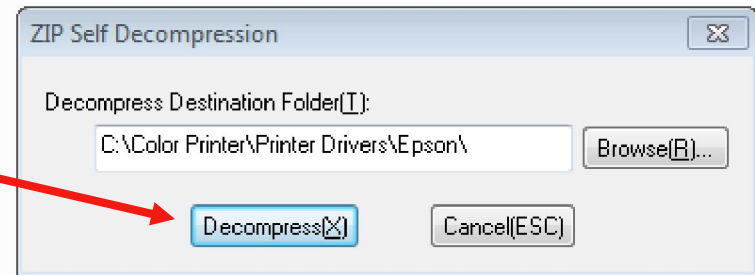 ZIP Self Decompression
Decompress Destination Folder(T):
C:\Color Printer\Printer Drivers\Epson\
Browse(R)...
Decompress(X)
Cancel(ESC)